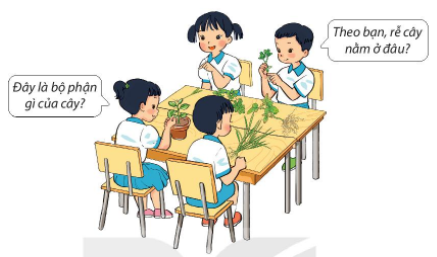 Theo bạn, rễ cây
nằm ở đâu?
Đây là bộ phận
gì của cây?